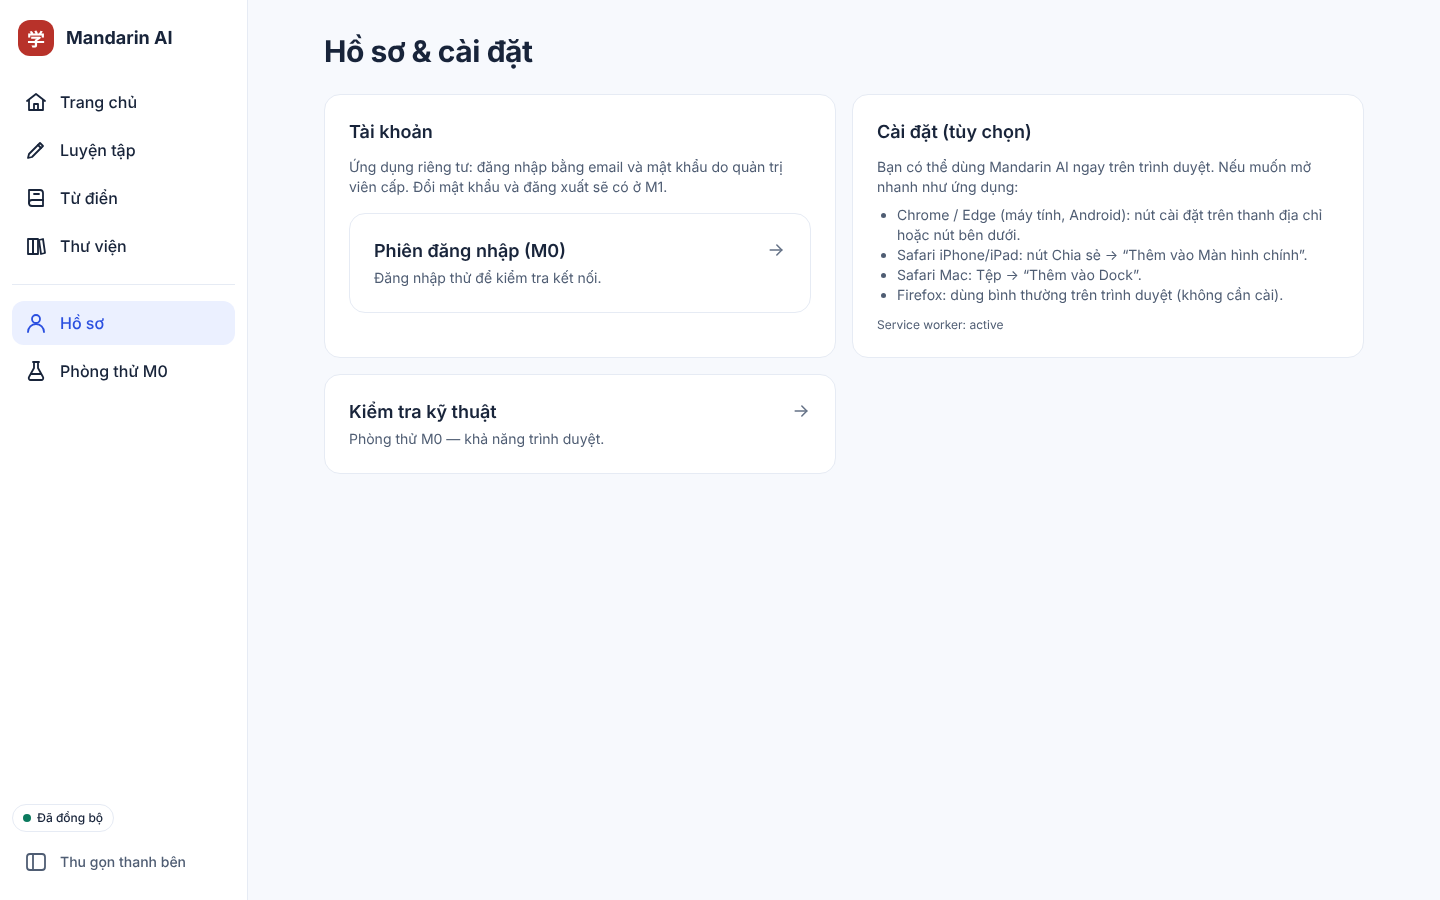 学
Mandarin AI
Trang chủ
Luyện tập
Từ điển
Thư viện
Hồ sơ
Phòng thử M0
Đã đồng bộ
Thu gọn thanh bên
Hồ sơ & cài đặt
Tài khoản
Ứng dụng riêng tư: đăng nhập bằng email và mật khẩu do quản trị
viên cấp. Đổi mật khẩu và đăng xuất sẽ có ở M1.
Phiên đăng nhập (M0)
Đăng nhập thử để kiểm tra kết nối.
Cài đặt (tùy chọn)
Bạn có thể dùng Mandarin AI ngay trên trình duyệt. Nếu muốn mở
nhanh như ứng dụng:
Chrome / Edge (máy tính, Android): nút cài đặt trên thanh địa chỉ
hoặc nút bên dưới.
Safari iPhone/iPad: nút Chia sẻ → “Thêm vào Màn hình chính”.
Safari Mac: Tệp → “Thêm vào Dock”.
Firefox: dùng bình thường trên trình duyệt (không cần cài).
Service worker: active
Kiểm tra kỹ thuật
Phòng thử M0 — khả năng trình duyệt.